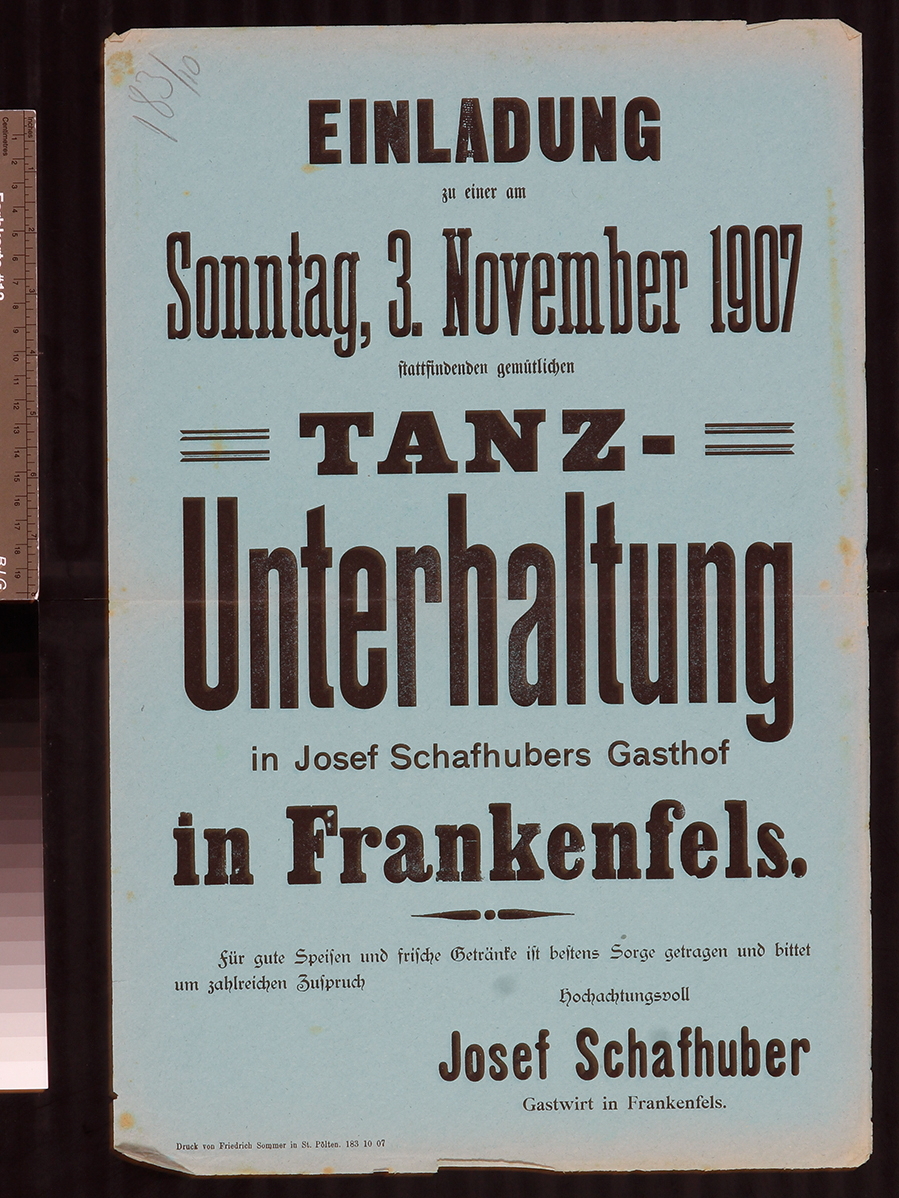 183/10
EINLADUNG
zu einer am
Sonntag, 3. November 1907
stattfindenden gemütlichen
TANZ-
Unterhaltung
in Josef Schafhubers Gasthof
in Frankenfels.
Für gute Speisen und frische Getränke ist bestens Sorge getragen und bittet
um zahlreichen Zuspruch
Hochachtungsvoll
Josef Schafhuber
Gastwirt in Frankenfels.
Druck von Friedrich Sommer in St. Pölten. 183 10 07
Centimetres
Inches